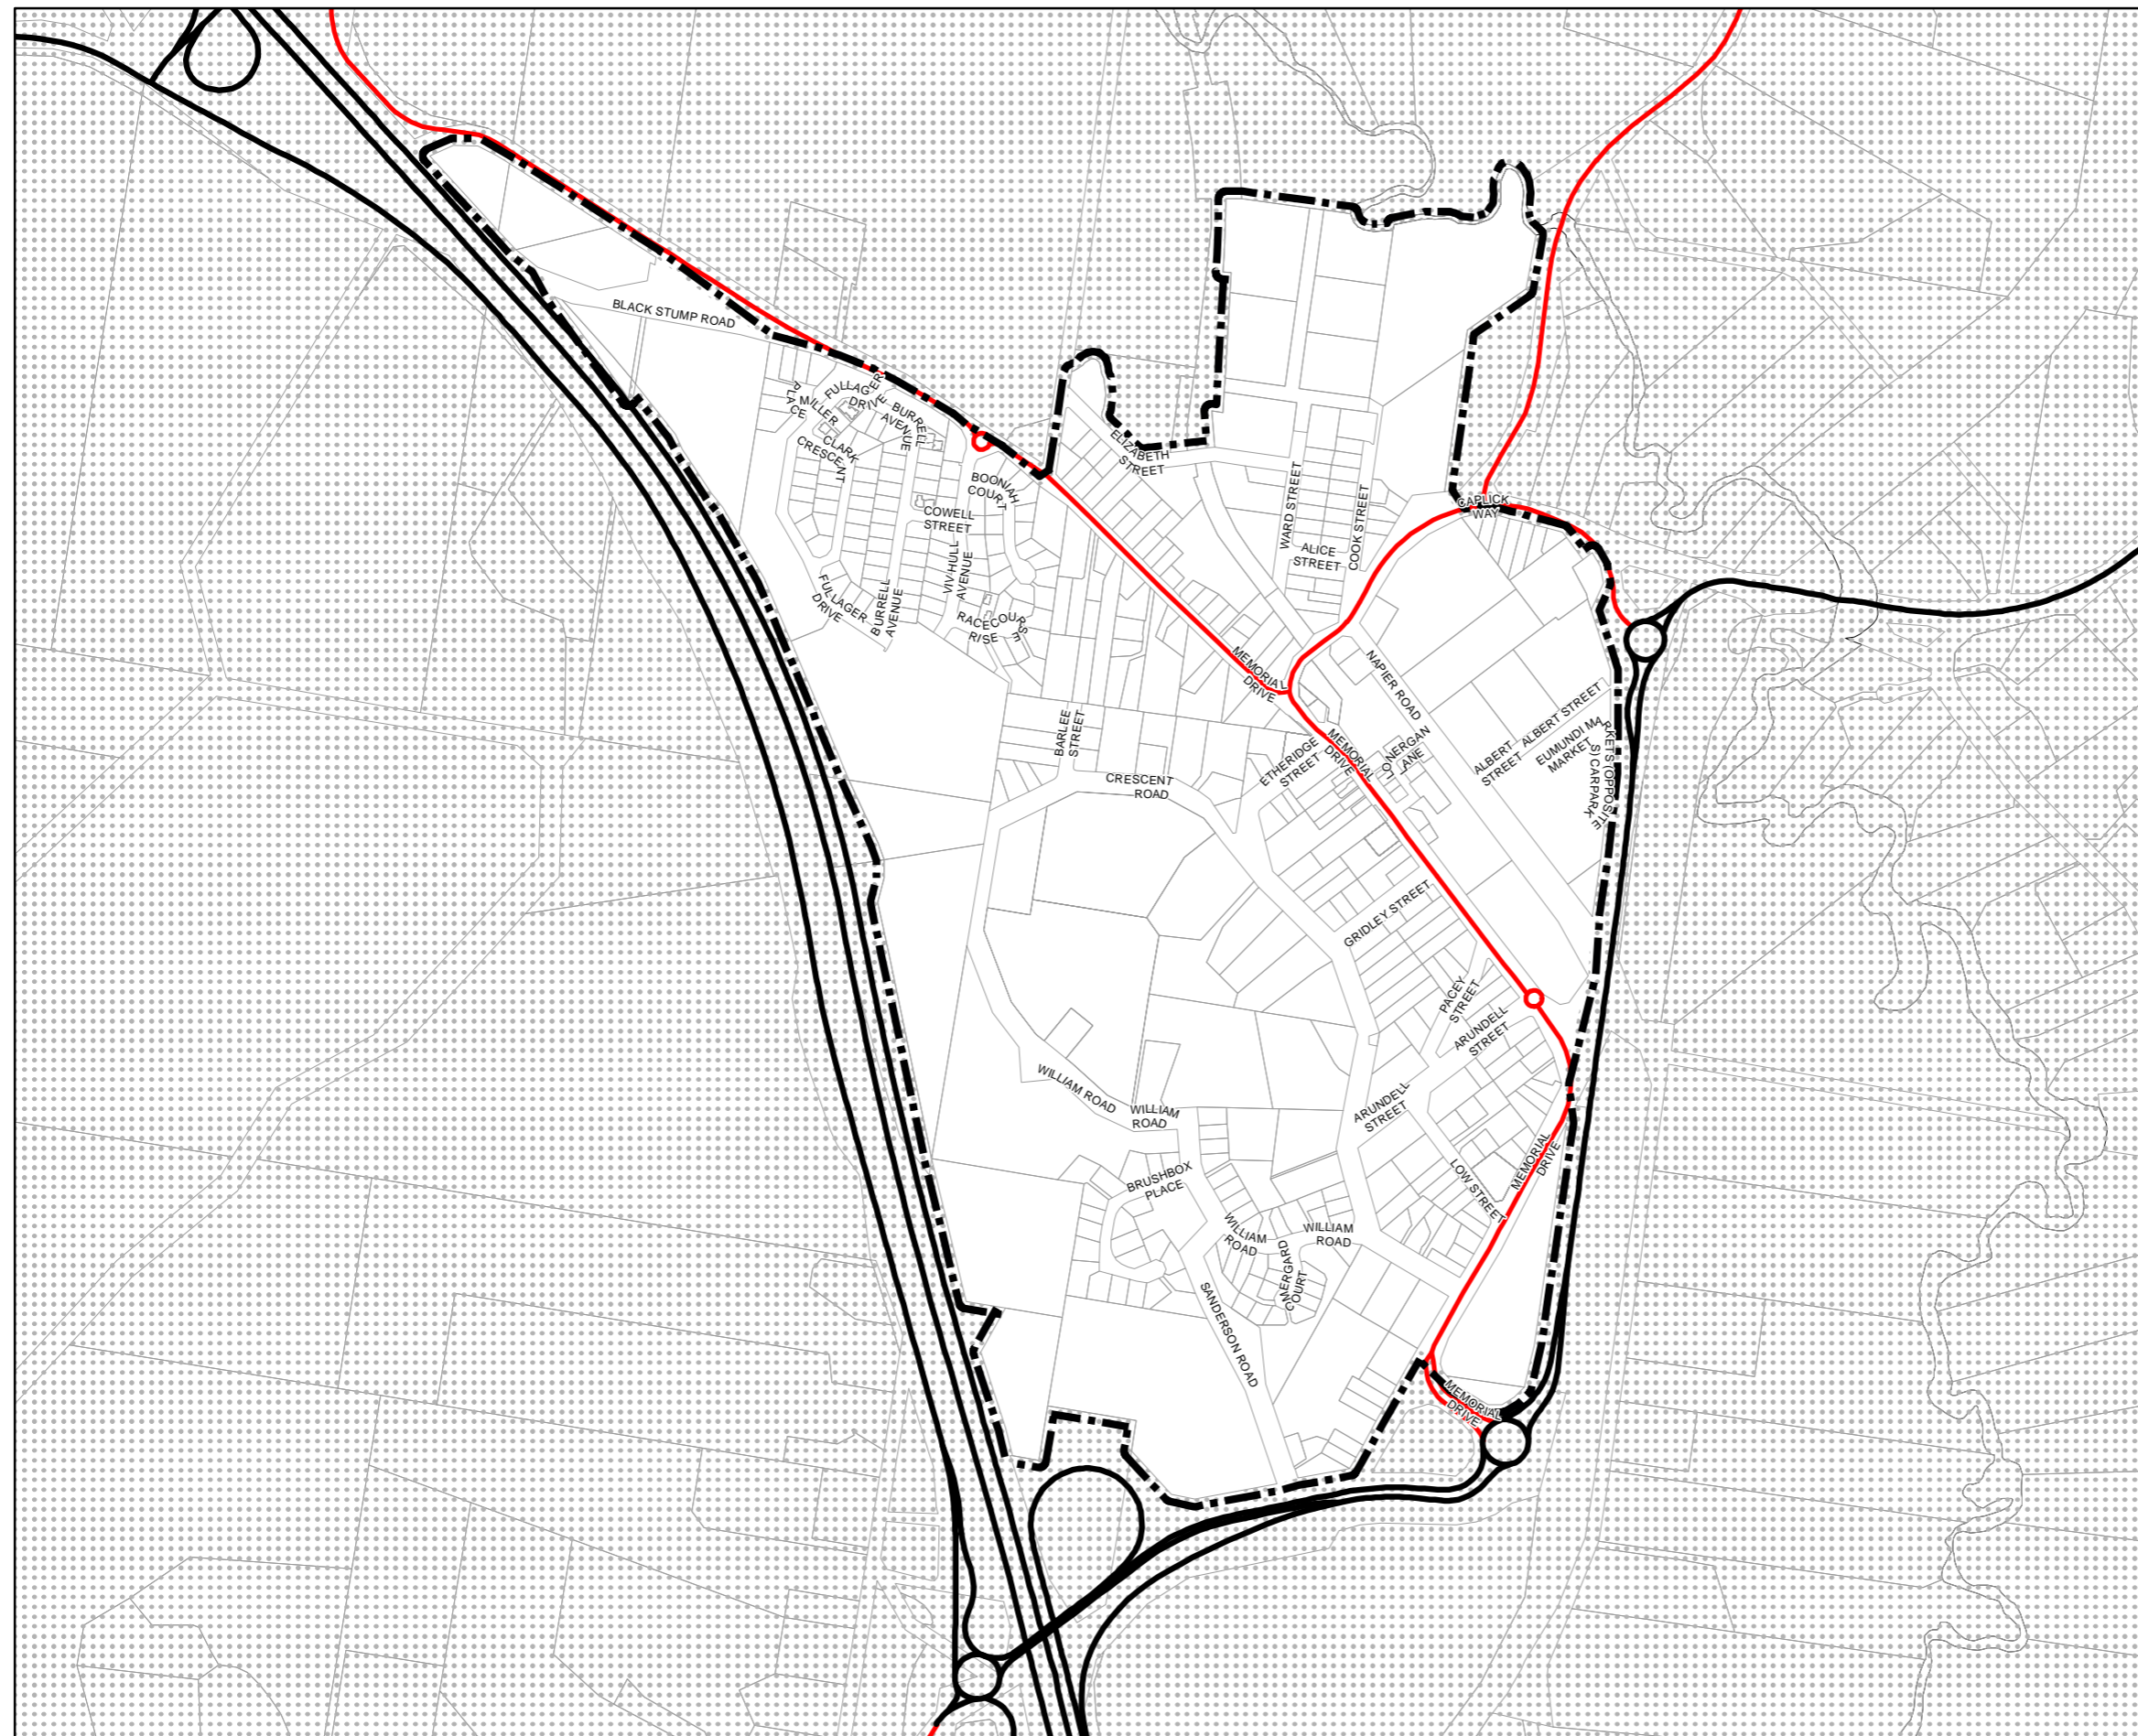 BLACK STUMP ROAD
FULLAGER
DRIVE
MILLER
PLACE
BURRELL
AVENUE
CLARK
CRESCENT
ELIZABETH
STREET
BOONIAH
COURT
COWELL
STREET
WARD STREET
COOK STREET
CAPLICK
WAY
ALICE
STREET
VIV HULL
AVENUE
FULLAGER
DRIVE
BURRELL
AVENUE
RACECOURSE
RISE
MEMORIAL
DRIVE
NAPIER ROAD
BARLEE
STREET
ALBERT STREET
ALBERT
STREET
EUMUNDI MARKETS (OPPOSITE
MARKET S) CARPARK
ETHERIDGE
STREET
MEMORIAL
DRIVE
LONERGAN
LANE
CRESCENT
ROAD
GRIDLEY STREET
PACEY
STREET
ARUNDELL
STREET
WILLIAM ROAD
WILLIAM
ROAD
ARUNDELL
STREET
MEMORIAL
DRIVE
BRUSHBOX
PLACE
LOW STREET
WILLIAM
ROAD
WILLIAM
ROAD
COURT
SANDERSON ROAD
MEMORIAL
DRIVE